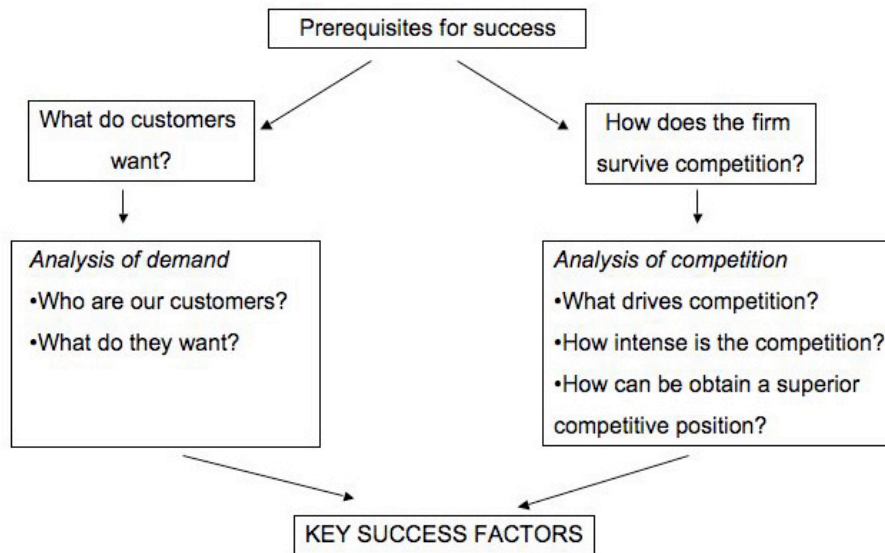 Prerequisites for success
What do customers
want?
How does the firm
survive competition?
Analysis of demand
•Who are our customers?
•What do they want?
Analysis of competition
•What drives competition?
•How intense is the competition?
•How can be obtain a superior
competitive position?
KEY SUCCESS FACTORS